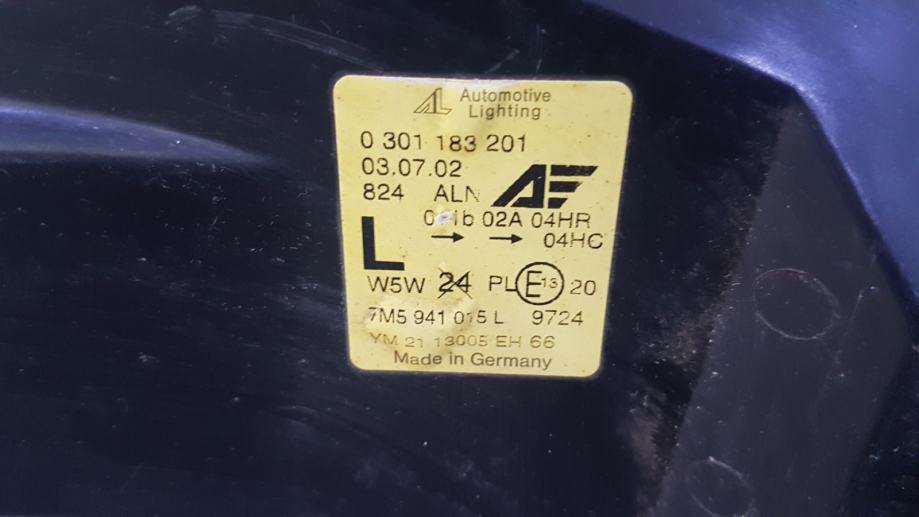 AL Automotive
Lighting
0 301 183 201
03.07.02
824 ALN
02A 04HR
L → → 04HC
W5W 24 PL E13 20
7M5 941 015 L 9724
YM 21 13005 EH 66
Made in Germany